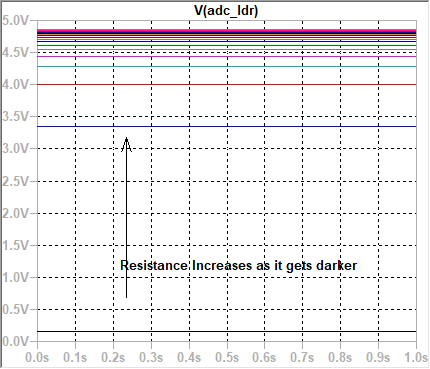 V(adc_ldr)
5.0V
4.5V
4.0V
3.5V
3.0V
2.5V
2.0V
1.5V
Resistance Increases as it gets darker
1.0V
0.5V
0.0V
0.0s 0.1s 0.2s 0.3s 0.4s 0.5s 0.6s 0.7s 0.8s 0.9s 1.0s